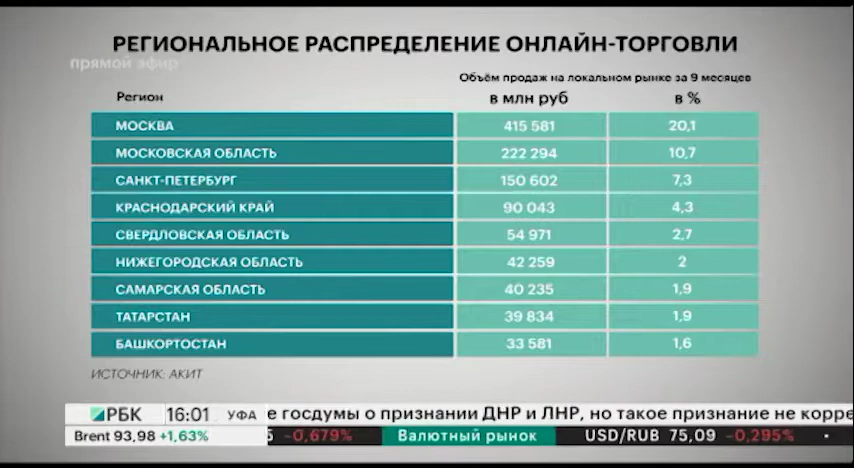 РЕГИОНАЛЬНОЕ РАСПРЕДЕЛЕНИЕ ОНЛАЙН-ТОРГОВЛИ
прямой эфир
Объём продаж на локальном рынке за 9 месяцев
Регион в млн руб в %
МОСКВА 415 581 20,1
МОСКОВСКАЯ ОБЛАСТЬ 222 294 10,7
САНКТ-ПЕТЕРБУРГ 150 602 7,3
КРАСНОДАРСКИЙ КРАЙ 90 043 4,3
СВЕРДЛОВСКАЯ ОБЛАСТЬ 54 971 2,7
НИЖЕГОРОДСКАЯ ОБЛАСТЬ 42 259 2
САМАРСКАЯ ОБЛАСТЬ 40 235 1,9
ТАТАРСТАН 39 834 1,9
БАШКОРТОСТАН 33 581 1,6
ИСТОЧНИК: АКИТ
РБК 16:01 УФА е госдумы о признании ДНР и ЛНР, но такое признание не корре
Brent 93,98 +1,63% 5 -0,679% Валютный рынок USD/RUB 75,09 -0,295%